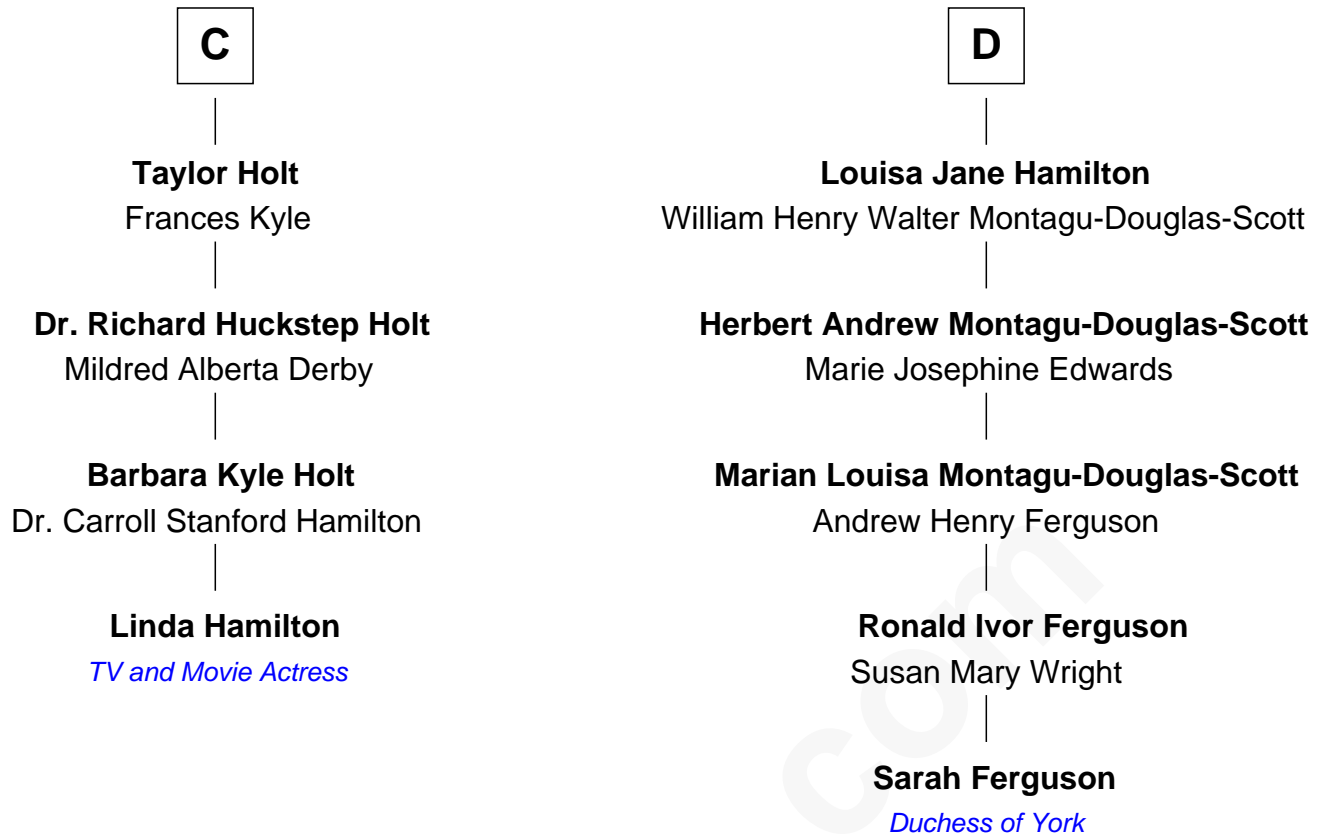 C
Taylor Holt
Frances Kyle
Dr. Richard Huckstep Holt
Mildred Alberta Derby
Barbara Kyle Holt
Dr. Carroll Stanford Hamilton
Linda Hamilton
TV and Movie Actress
D
Louisa Jane Hamilton
William Henry Walter Montagu-Douglas-Scott
Herbert Andrew Montagu-Douglas-Scott
Marie Josephine Edwards
Marian Louisa Montagu-Douglas-Scott
Andrew Henry Ferguson
Ronald Ivor Ferguson
Susan Mary Wright
Sarah Ferguson
Duchess of York
com